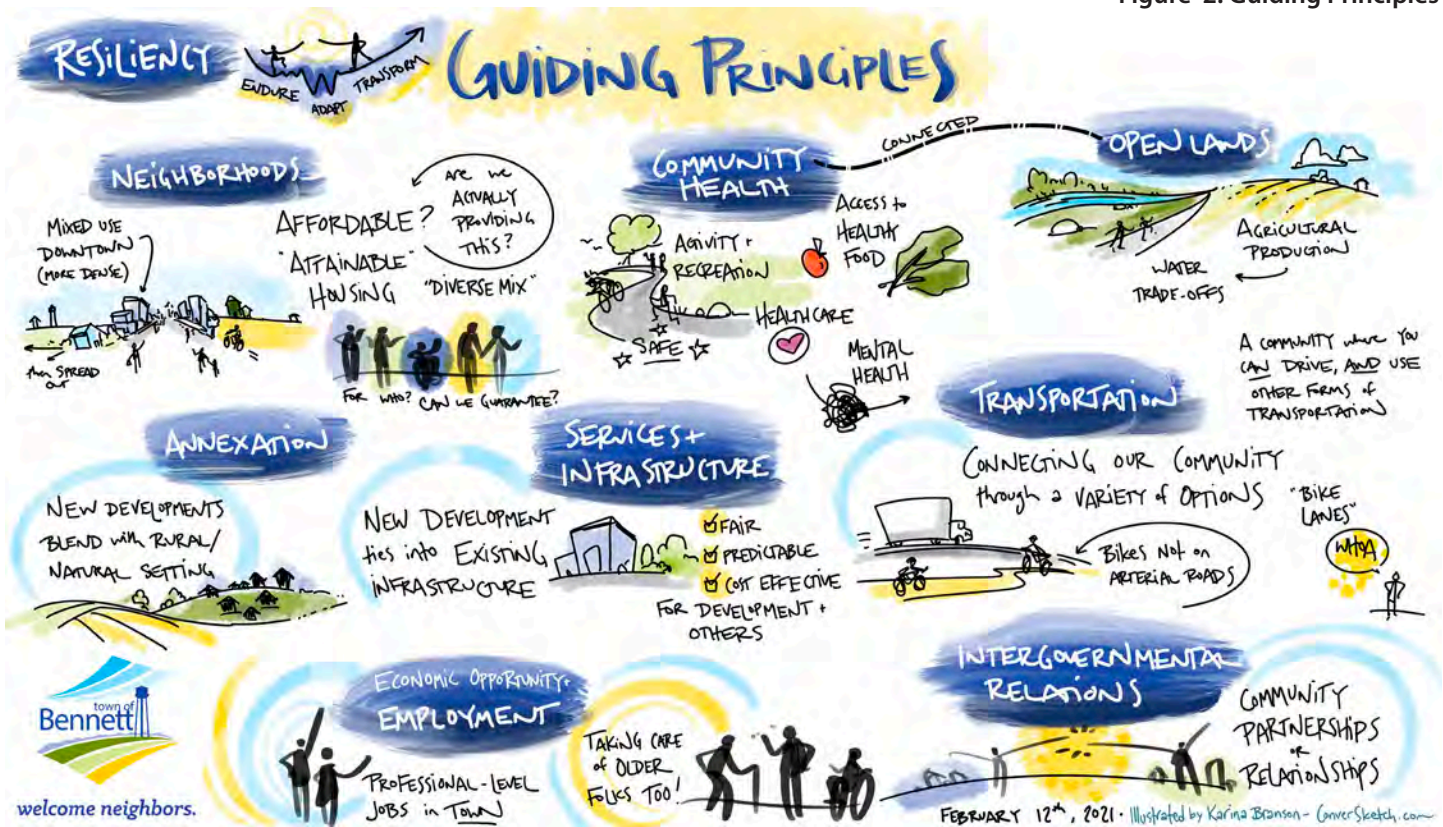 Figure 2. Guiding Principles
RESILIENCY
ENDURE
ADAPT
TRANSFORM
GUIDING PRINCIPLES
NEIGHBORHOODS
MIXED USE
DOWNTOWN
(MORE DENSE)
then SPREAD
out
AFFORDABLE?
"ATTAINABLE"
HOUSING
ARE WE
ACTUALLY
PROVIDING
THIS?
"DIVERSE MIX"
FOR WHO?
CAN WE GUARANTEE?
COMMUNITY
HEALTH
CONNECTED
OPEN LANDS
ACTIVITY +
RECREATION
SAFE
ACCESS to
HEALTHY
FOOD
HEALTHCARE
MENTAL
HEALTH
AGRICULTURAL
PRODUCTION
WATER
TRADE-OFFS
ANNEXATION
NEW DEVELOPMENTS
BLEND with RURAL/
NATURAL SETTING
SERVICES +
INFRASTRUCTURE
NEW DEVELOPMENT
ties into EXISTING
INFRASTRUCTURE
FAIR
PREDICTABLE
COST EFFECTIVE
FOR DEVELOPMENT +
OTHERS
TRANSPORTATION
A COMMUNITY where YOU
CAN DRIVE, AND USE
OTHER FORMS of
TRANSPORTATION
CONNECTING OUR COMMUNITY
through a VARIETY of OPTIONS
Bikes Not on
ARTERIAL ROADS
"BIKE
LANES"
WHOA
town of
Bennett
welcome neighbors.
ECONOMIC OPPORTUNITY +
EMPLOYMENT
PROFESSIONAL-LEVEL
JOBS in TOWN
TAKING CARE
of OLDER
FOLKS TOO!
INTERGOVERNMENTAL
RELATIONS
COMMUNITY
PARTNERSHIPS
or
RELATIONSHIPS
FEBRUARY 12th, 2021 · Illustrated by Karina Branson - ConverSketch.com